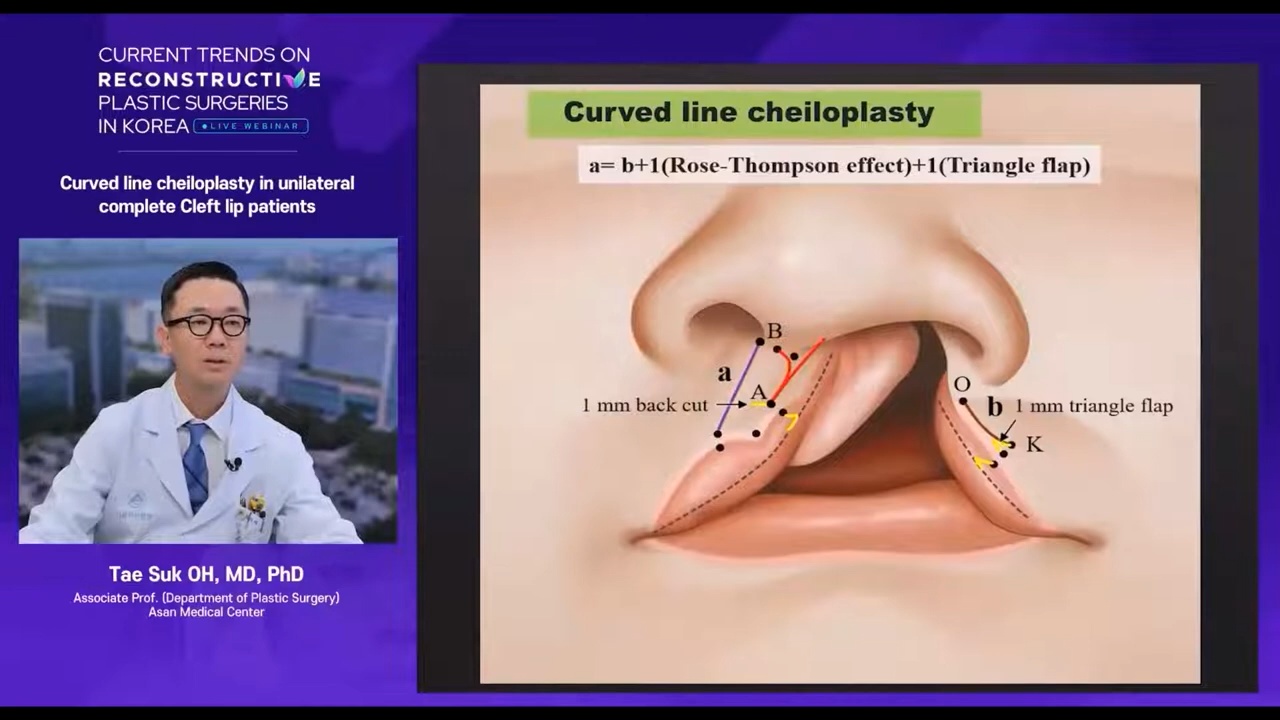 CURRENT TRENDS ON
RECONSTRUCTIVE
PLASTIC SURGERIES
IN KOREA
LIVE WEBINAR
Curved line cheiloplasty in unilateral
complete Cleft lip patients
Tae Suk OH, MD, PhD
Associate Prof. (Department of Plastic Surgery)
Asan Medical Center
Curved line cheiloplasty
a= b+1(Rose-Thompson effect)+1(Triangle flap)
B
a
A
1 mm back cut
O
b
1 mm triangle flap
K